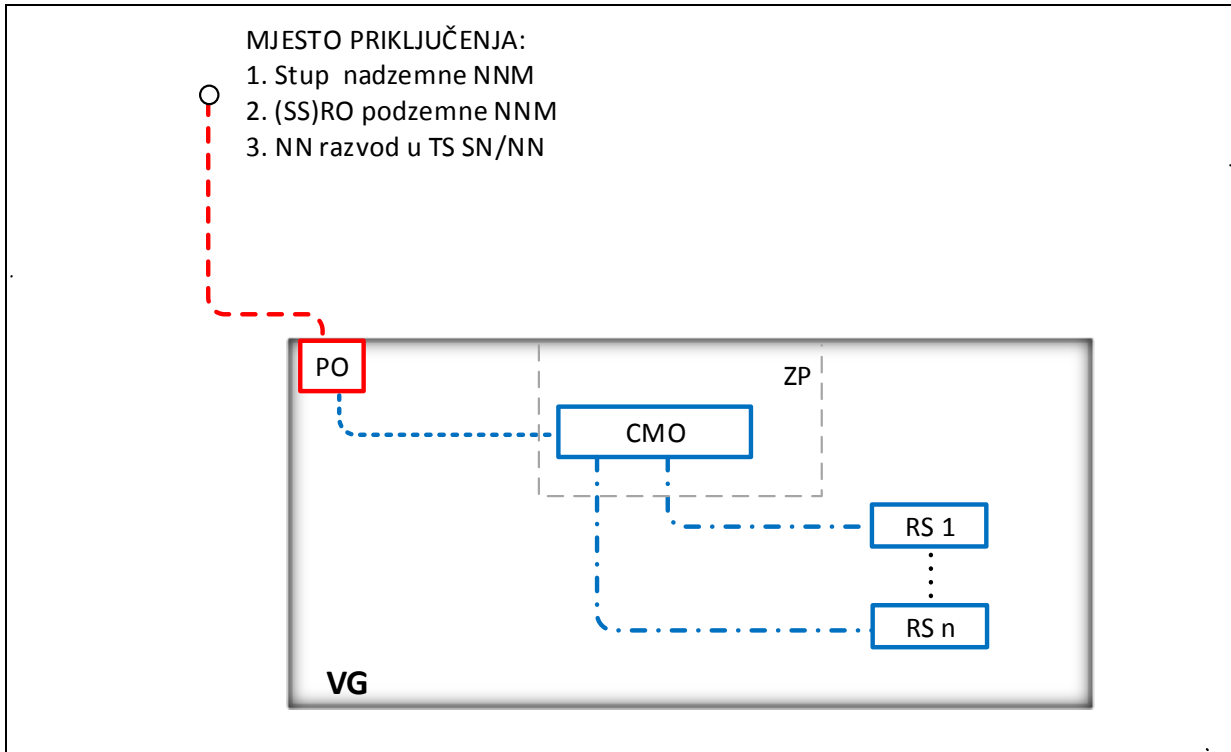 MJESTO PRIKLJUČENJA:
1. Stup nadzemne NNM
2. (SS)RO podzemne NNM
3. NN razvod u TS SN/NN
PO
ZP
CMO
RS 1
RS n
VG